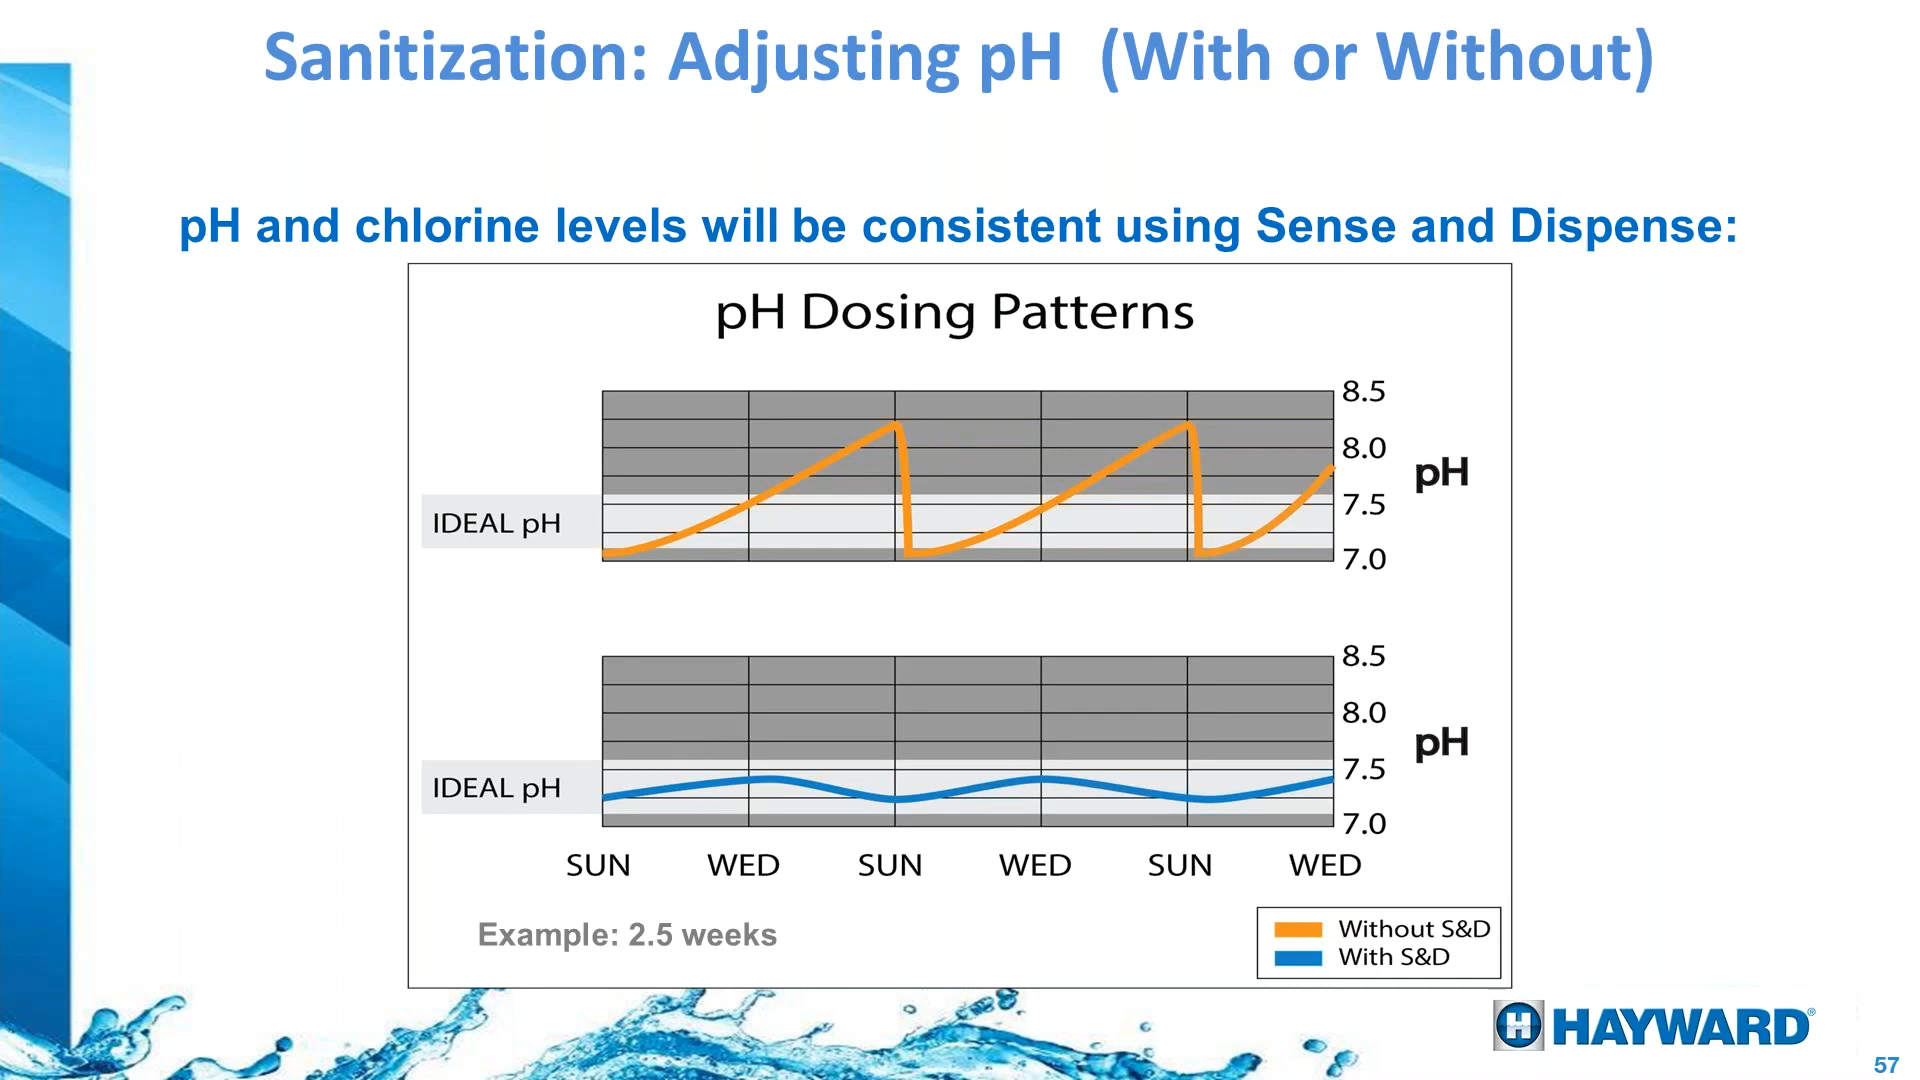 Sanitization: Adjusting pH (With or Without)
pH and chlorine levels will be consistent using Sense and Dispense:
pH Dosing Patterns
8.5
8.0
pH
7.5
IDEAL pH
7.0
8.5
8.0
pH
7.5
IDEAL pH
7.0
SUN WED SUN WED SUN WED
Example: 2.5 weeks
Without S&D
With S&D
H HAYWARD®
57